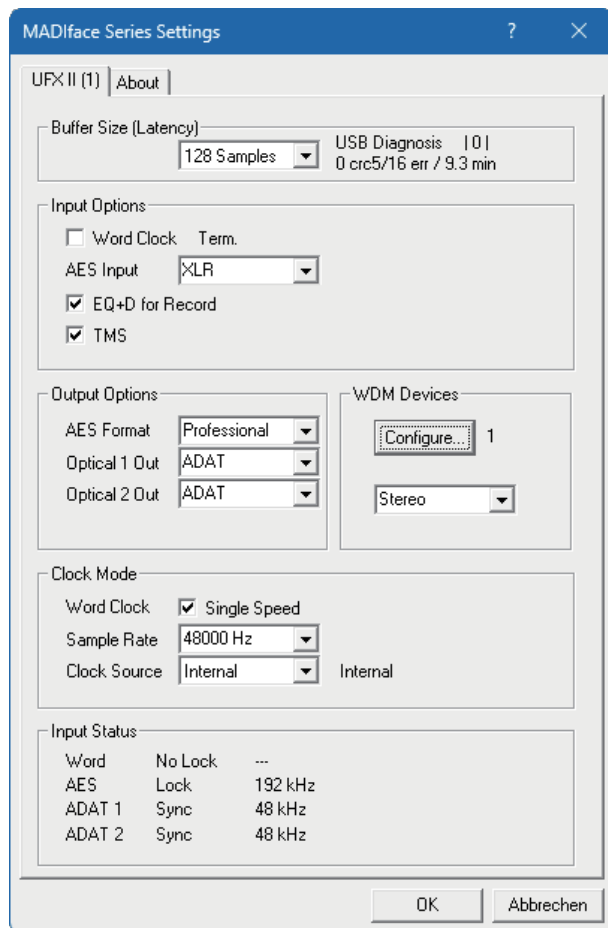 MADIface Series Settings ?
UFX II (1) About
Buffer Size (Latency)
128 Samples USB Diagnosis | 0 |
0 crc5/16 err / 9.3 min
Input Options
Word Clock Term.
AES Input XLR
EQ+D for Record
TMS
Output Options WDM Devices
AES Format Professional Configure... 1
Optical 1 Out ADAT
Optical 2 Out ADAT Stereo
Clock Mode
Word Clock Single Speed
Sample Rate 48000 Hz
Clock Source Internal Internal
Input Status
Word No Lock ---
AES Lock 192 kHz
ADAT 1 Sync 48 kHz
ADAT 2 Sync 48 kHz
OK Abbrechen